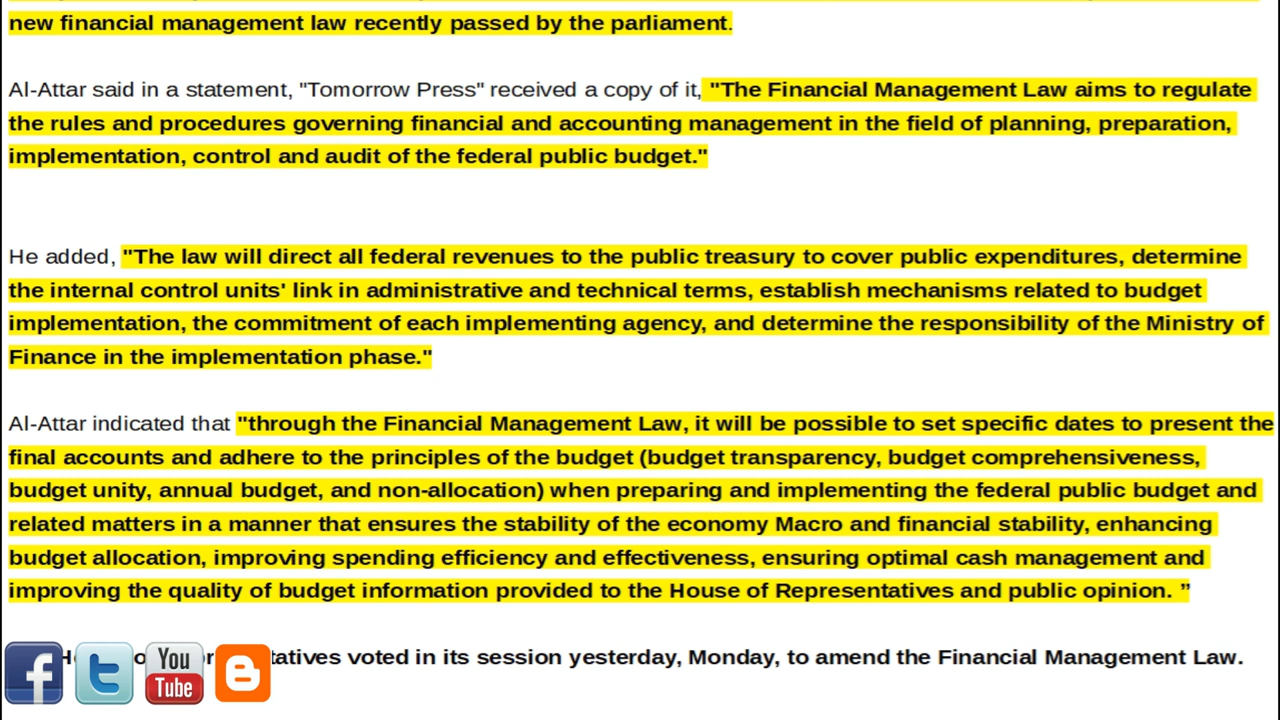 new financial management law recently passed by the parliament.
Al-Attar said in a statement, "Tomorrow Press" received a copy of it, "The Financial Management Law aims to regulate
the rules and procedures governing financial and accounting management in the field of planning, preparation,
implementation, control and audit of the federal public budget."
He added, "The law will direct all federal revenues to the public treasury to cover public expenditures, determine
the internal control units' link in administrative and technical terms, establish mechanisms related to budget
implementation, the commitment of each implementing agency, and determine the responsibility of the Ministry of
Finance in the implementation phase."
Al-Attar indicated that "through the Financial Management Law, it will be possible to set specific dates to present the
final accounts and adhere to the principles of the budget (budget transparency, budget comprehensiveness,
budget unity, annual budget, and non-allocation) when preparing and implementing the federal public budget and
related matters in a manner that ensures the stability of the economy Macro and financial stability, enhancing
budget allocation, improving spending efficiency and effectiveness, ensuring optimal cash management and
improving the quality of budget information provided to the House of Representatives and public opinion. ”
voted in its session yesterday, Monday, to amend the Financial Management Law.
You
Tube